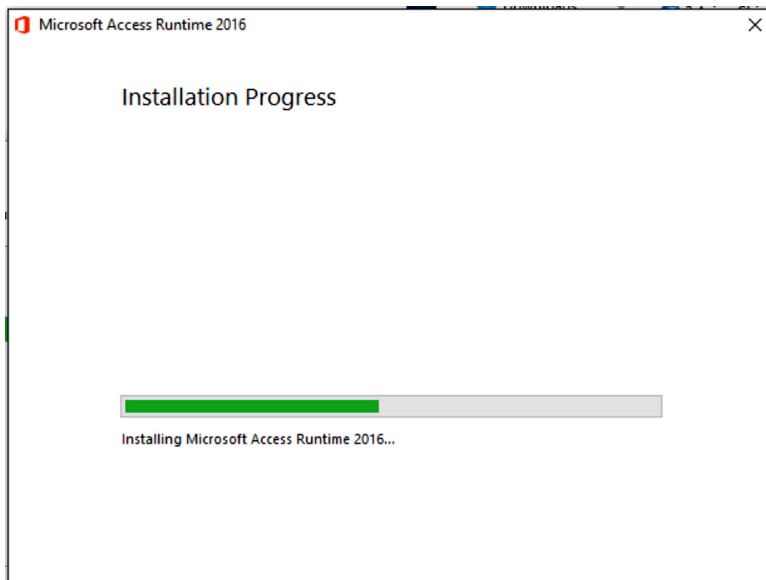 Microsoft Access Runtime 2016
Installation Progress
Installing Microsoft Access Runtime 2016...